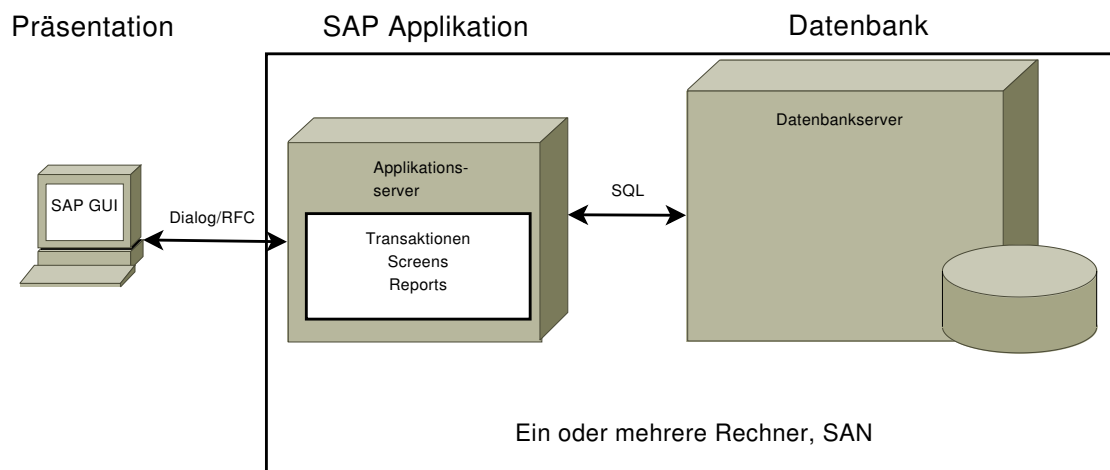 Präsentation
SAP Applikation
Datenbank
SAP GUI
Dialog/RFC
Applikations-
server
Transaktionen
Screens
Reports
SQL
Datenbankserver
Ein oder mehrere Rechner, SAN